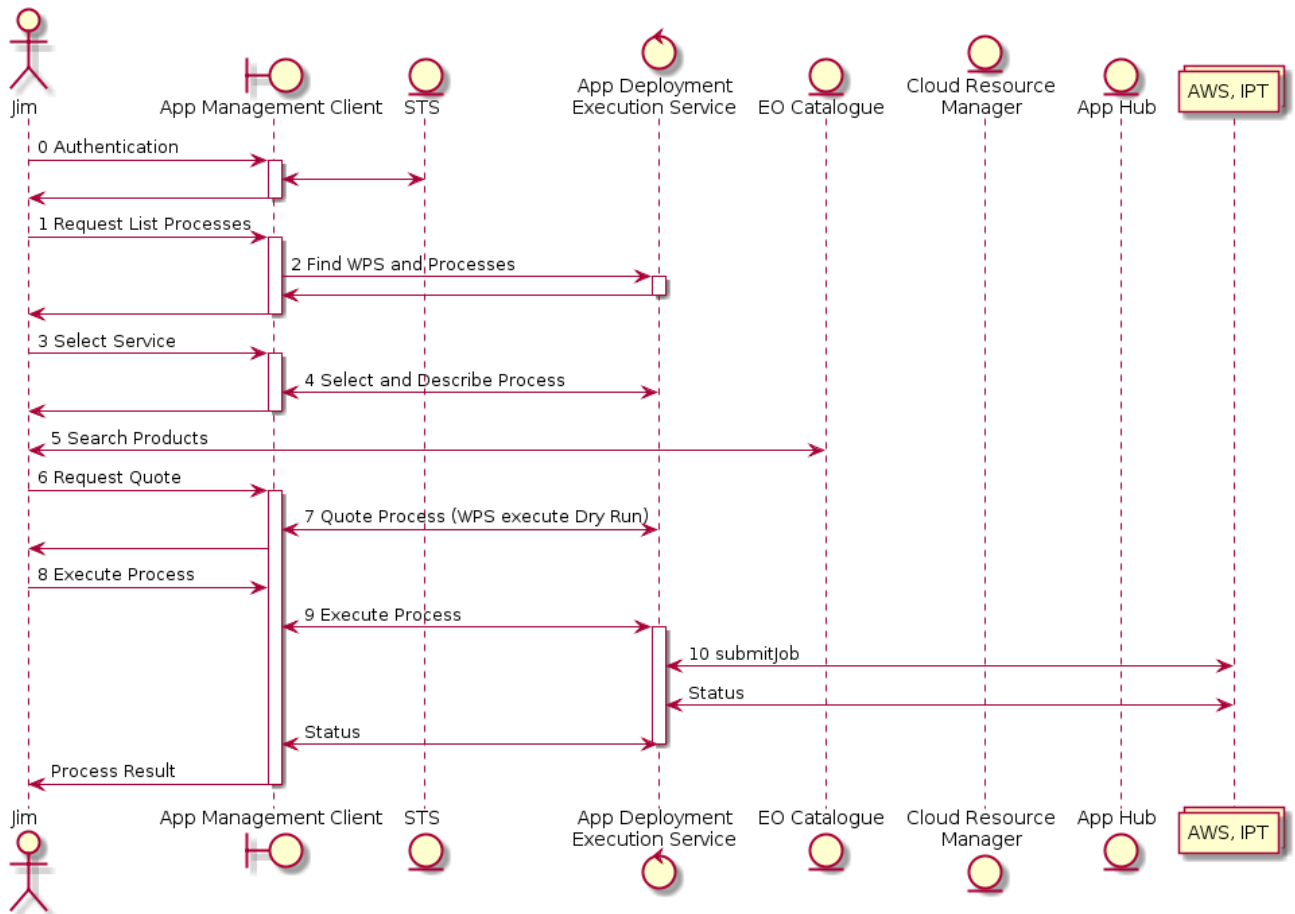 App Deployment
Cloud Resource
Jim
App Management Client
STS
Execution Service
EO Catalogue
Manager
App Hub
AWS, IPT
0 Authentication
1 Request List Processes
2 Find WPS and Processes
3 Select Service
4 Select and Describe Process
5 Search Products
6 Request Quote
7 Quote Process (WPS execute Dry Run)
8 Execute Process
9 Execute Process
10 submitJob
Status
Status
Process Result
Jim
App Management Client
STS
App Deployment
Execution Service
EO Catalogue
Cloud Resource
Manager
App Hub
AWS, IPT